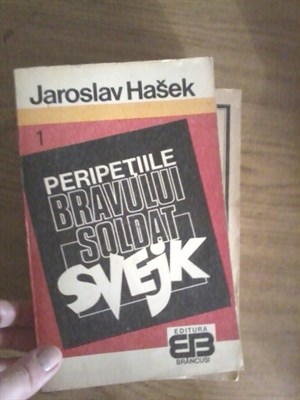 Jaroslav Hašek
1
PERIPEȚIILE
BRAVULUI
SOLDAT
SVEJK
EDITURA
EB
BRÂNCUȘI